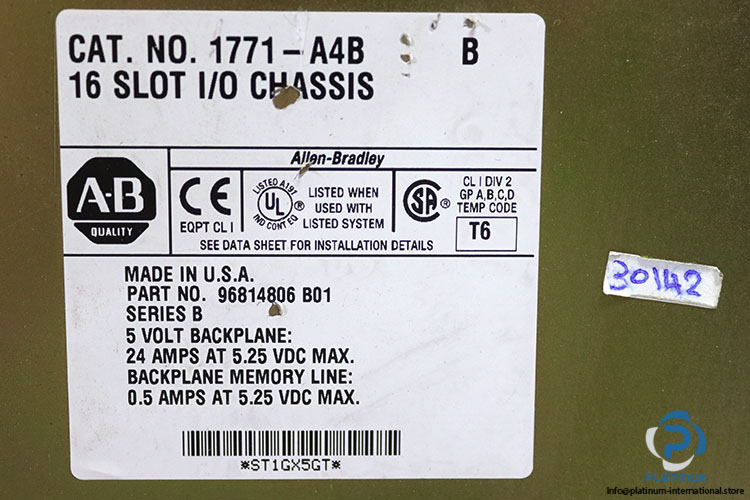 CAT. NO. 1771-A4B B
16 SLOT I/O CHASSIS
Allen-Bradley
A-B
QUALITY
CE
EQPT CL I
LISTED A191
UL ®
IND CONT EQ
LISTED WHEN
USED WITH
LISTED SYSTEM
SA ®
CL I DIV 2
GP A,B,C,D
TEMP CODE
T6
SEE DATA SHEET FOR INSTALLATION DETAILS
MADE IN U.S.A.
PART NO. 96814806 B01
SERIES B
5 VOLT BACKPLANE:
24 AMPS AT 5.25 VDC MAX.
BACKPLANE MEMORY LINE:
0.5 AMPS AT 5.25 VDC MAX.
*ST1GX5GT*
30142
PLATINUM
info@platinum-international.store